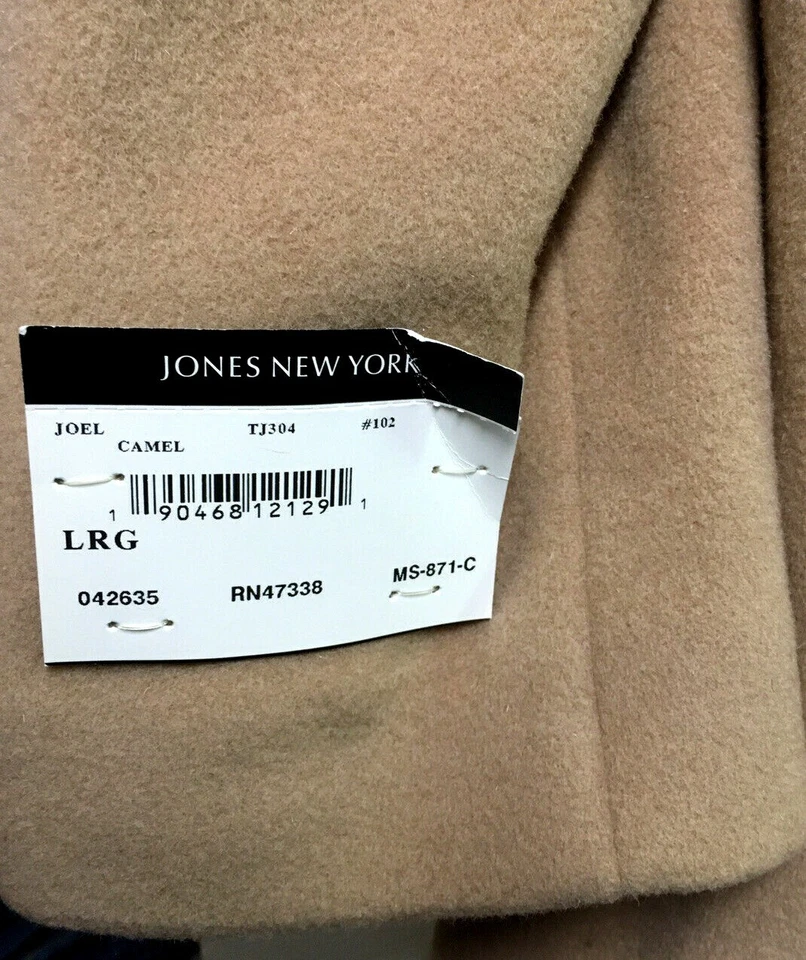 JONES NEW YORK
JOEL TJ304 #102
CAMEL
1 90468 12129 1
LRG
042635 RN47338 MS-871-C